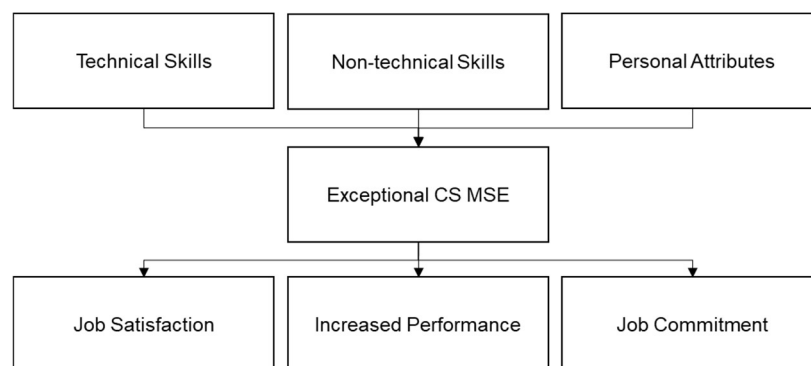 Technical Skills
Non-technical Skills
Personal Attributes
Exceptional CS MSE
Job Satisfaction
Increased Performance
Job Commitment